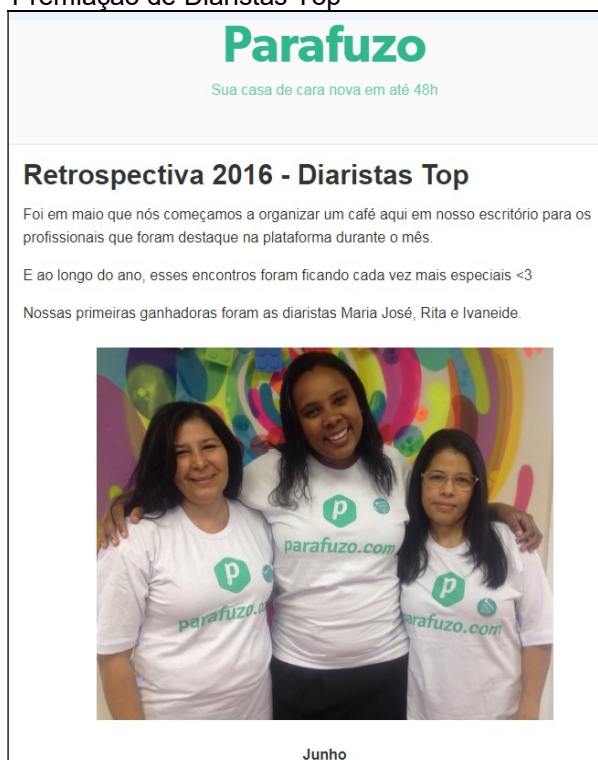 Premiação de Diaristas Top
Parafuzo
Sua casa de cara nova em até 48h
Retrospectiva 2016 - Diaristas Top
Foi em maio que nós começamos a organizar um café aqui em nosso escritório para os
profissionais que foram destaque na plataforma durante o mês.
E ao longo do ano, esses encontros foram ficando cada vez mais especiais <3
Nossas primeiras ganhadoras foram as diaristas Maria José, Rita e Ivaneide.
p
parafuzo.com
p
parafuzo.co
p
arafuzo.com
Junho